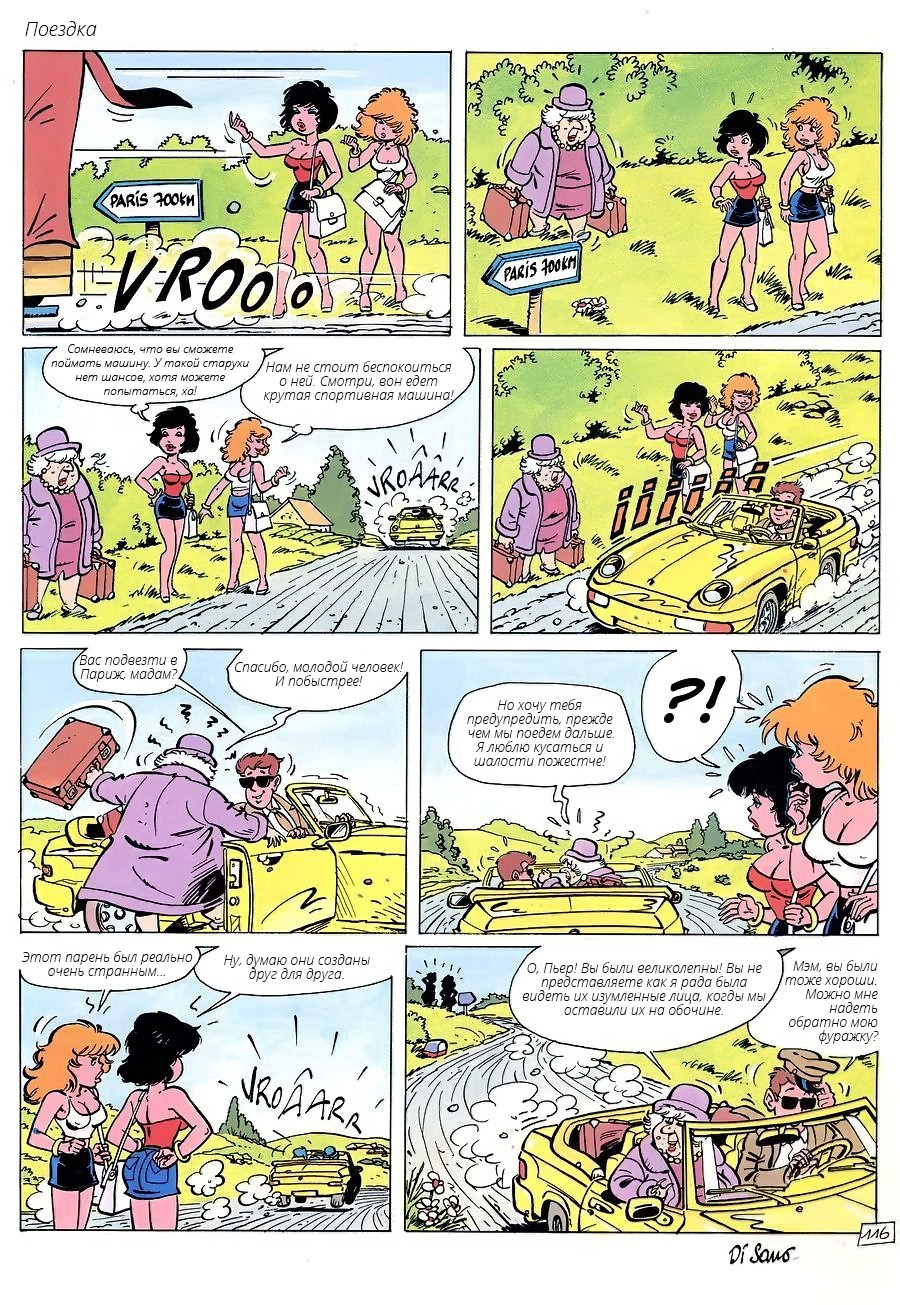 Поездка
PARIS 700KM
VROOO
PARIS 700KM
Сомневаюсь, что вы сможете
поймать машину. У такой старухи
нет шансов, хотя можете
попытаться, ха!
Нам не стоит беспокоиться
о ней. Смотри, вон едет
крутая спортивная машина!
VROÂÂRR
iiiiii
Вас подвезти в
Париж, мадам?
Спасибо, молодой человек!
И побыстрее!
Но хочу тебя
предупредить, прежде
чем мы поедем дальше.
Я люблю кусаться и
шалости пожестче!
?!
Этот парень был реально
очень странным...
Ну, думаю они созданы
друг для друга.
VROÂARR
О, Пьер! Вы были великолепны! Вы не
представляете как я рада была
видеть их изумленные лица, когды мы
оставили их на обочине.
Мэм, вы были
тоже хороши.
Можно мне
надеть
обратно мою
фуражку?
116
Di Sano